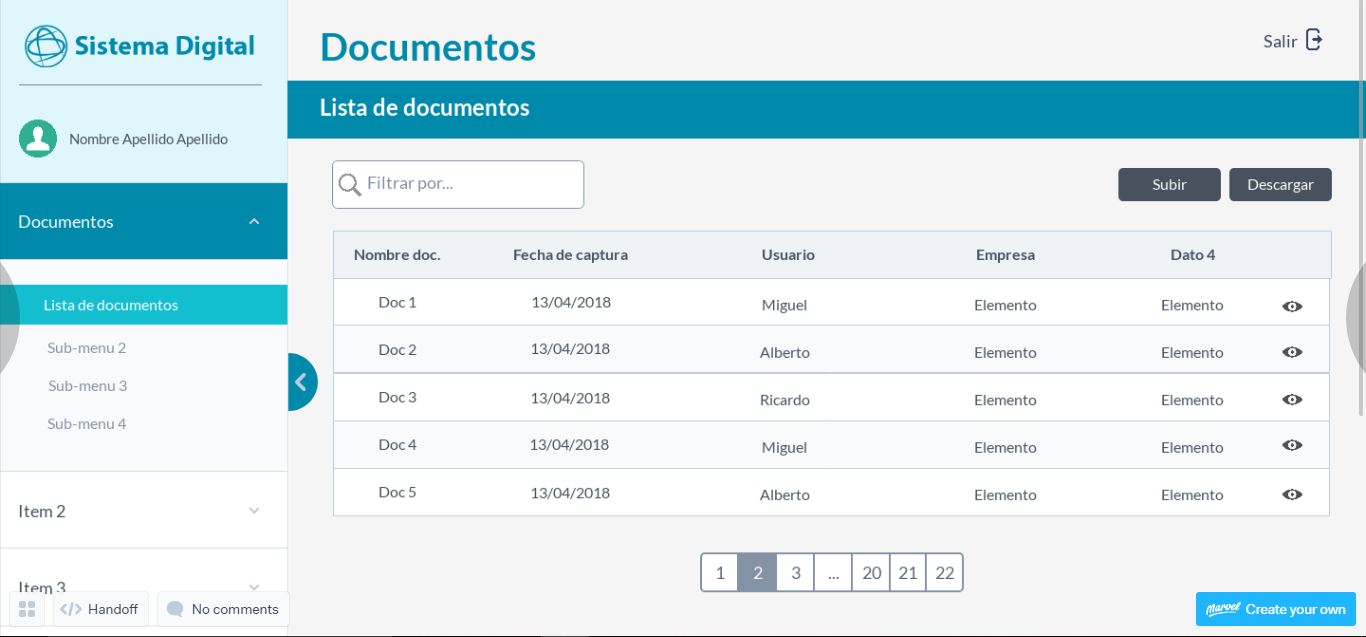 Sistema Digital
Nombre Apellido Apellido
Documentos
Lista de documentos
Sub-menu 2
Sub-menu 3
Sub-menu 4
Item 2
Item 3
Handoff
No comments
Documentos
Salir
Lista de documentos
Filtrar por...
Subir
Descargar
Nombre doc. Fecha de captura Usuario Empresa Dato 4
Doc 1 13/04/2018 Miguel Elemento Elemento
Doc 2 13/04/2018 Alberto Elemento Elemento
Doc 3 13/04/2018 Ricardo Elemento Elemento
Doc 4 13/04/2018 Miguel Elemento Elemento
Doc 5 13/04/2018 Alberto Elemento Elemento
1 2 3 ... 20 21 22
Marvel Create your own